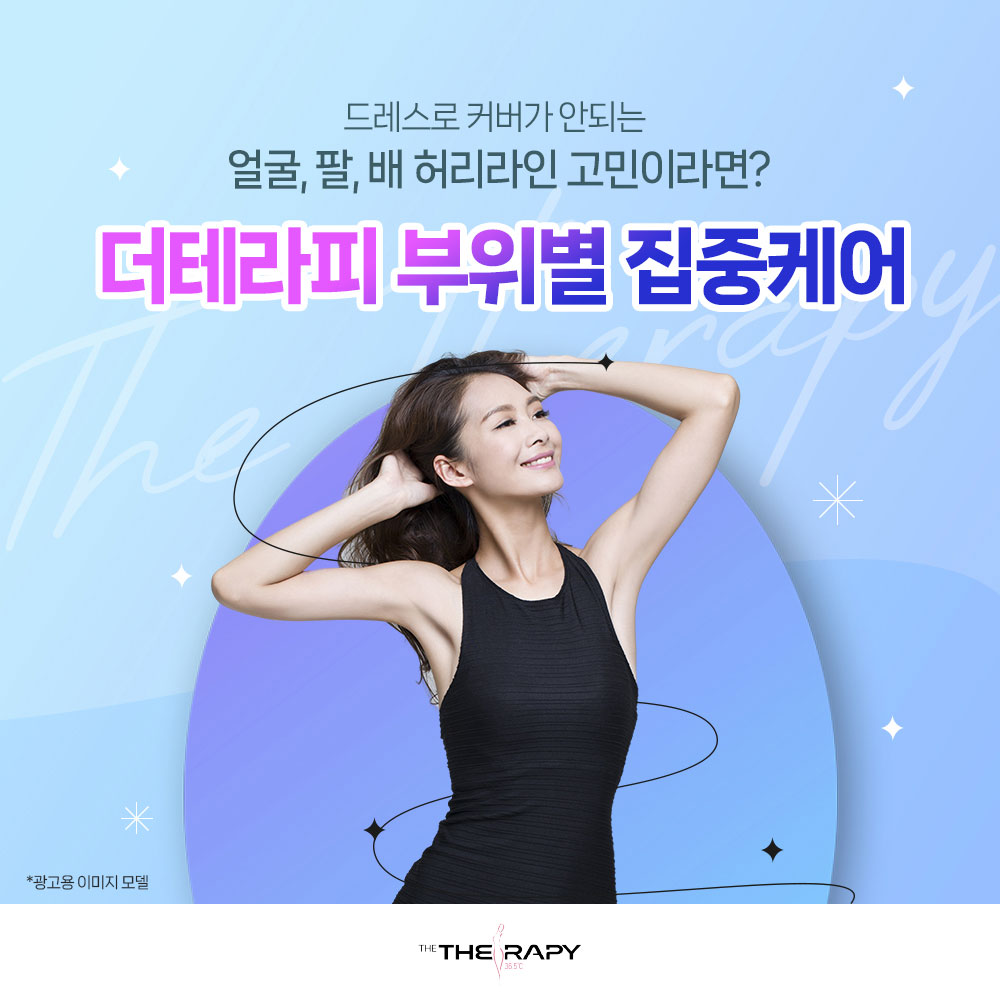 드레스로 커버가 안되는
얼굴, 팔, 배 허리라인 고민이라면?
더테라피 부위별 집중케어
The Therapy
*광고용 이미지 모델
THE THERAPY
36.5℃